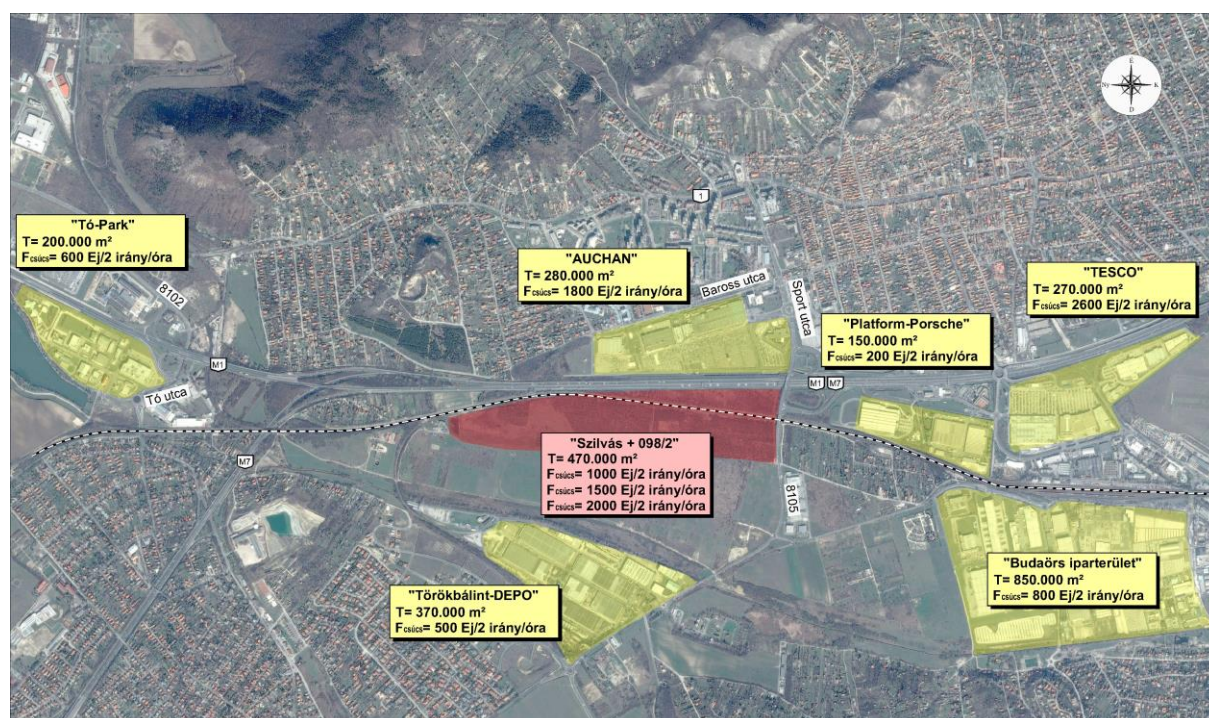 É
Ny
K
D
1
"Tó-Park"
T= 200.000 m²
Fcsúcs= 600 Ej/2 irány/óra
8102
"AUCHAN"
T= 280.000 m²
Fcsúcs= 1800 Ej/2 irány/óra
Baross utca
Sport utca
"TESCO"
T= 270.000 m²
Fcsúcs= 2600 Ej/2 irány/óra
"Platform-Porsche"
T= 150.000 m²
Fcsúcs= 200 Ej/2 irány/óra
M1
M1
M7
Tó utca
M7
"Szilvás + 098/2"
T= 470.000 m²
Fcsúcs= 1000 Ej/2 irány/óra
Fcsúcs= 1500 Ej/2 irány/óra
Fcsúcs= 2000 Ej/2 irány/óra
8105
"Budaörs iparterület"
T= 850.000 m²
Fcsúcs= 800 Ej/2 irány/óra
"Törökbálint-DEPO"
T= 370.000 m²
Fcsúcs= 500 Ej/2 irány/óra